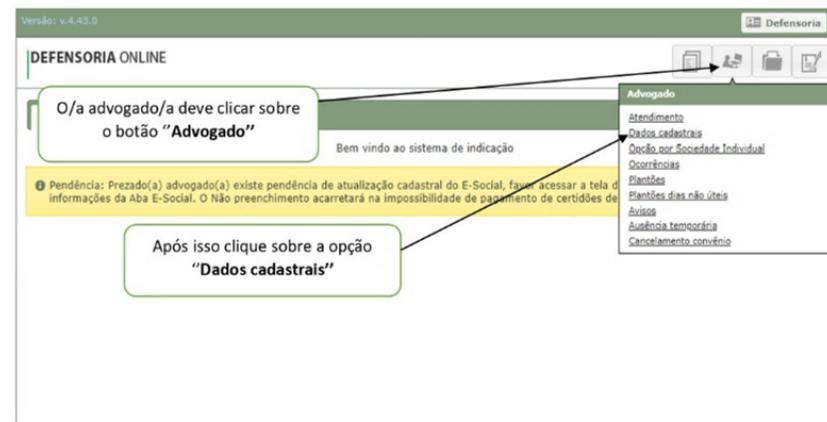 Versão: v.4.43.0
Defensoria
DEFENSORIA ONLINE
O/a advogado/a deve clicar sobre
o botão “Advogado”
Advogado
Atendimento
Dados cadastrais
Opção por Sociedade Individual
Ocorrências
Plantões
Plantões dias não úteis
Avisos
Ausência temporária
Cancelamento convênio
Bem vindo ao sistema de indicação
Pendência: Prezado(a) advogado(a) existe pendência de atualização cadastral do E-Social, favor acessar a tela d
informações da Aba E-Social. O Não preenchimento acarretará na impossibilidade de pagamento de certidões de
Após isso clique sobre a opção
“Dados cadastrais”